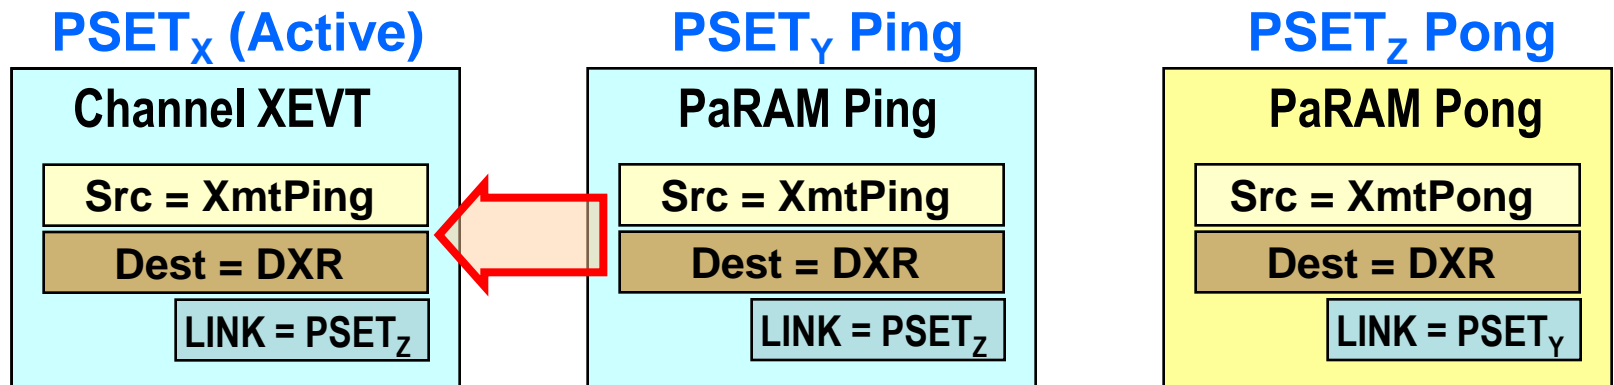 PSETX (Active)
Channel XEVT
Src = XmtPing
Dest = DXR
LINK = PSETZ
PSETY Ping
PaRAM Ping
Src = XmtPing
Dest = DXR
LINK = PSETZ
PSETZ Pong
PaRAM Pong
Src = XmtPong
Dest = DXR
LINK = PSETY